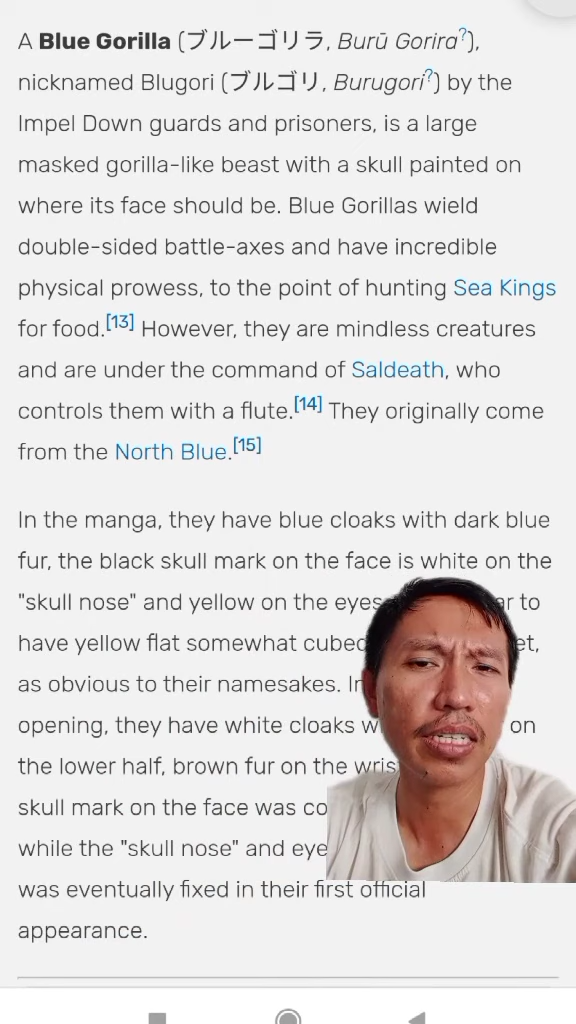 A Blue Gorilla (ブルーゴリラ, Burū Gorira?),
nicknamed Blugori (ブルゴリ, Burugori?) by the
Impel Down guards and prisoners, is a large
masked gorilla-like beast with a skull painted on
where its face should be. Blue Gorillas wield
double-sided battle-axes and have incredible
physical prowess, to the point of hunting Sea Kings
for food.[13] However, they are mindless creatures
and are under the command of Saldeath, who
controls them with a flute.[14] They originally come
from the North Blue.[15]
In the manga, they have blue cloaks with dark blue
fur, the black skull mark on the face is white on the
"skull nose" and yellow on the eyes to
have yellow flat somewhat cubed
as obvious to their namesakes.
opening, they have white cloaks on
the lower half, brown fur on the
skull mark on the face was
while the "skull nose" and
was eventually fixed in their first official
appearance.